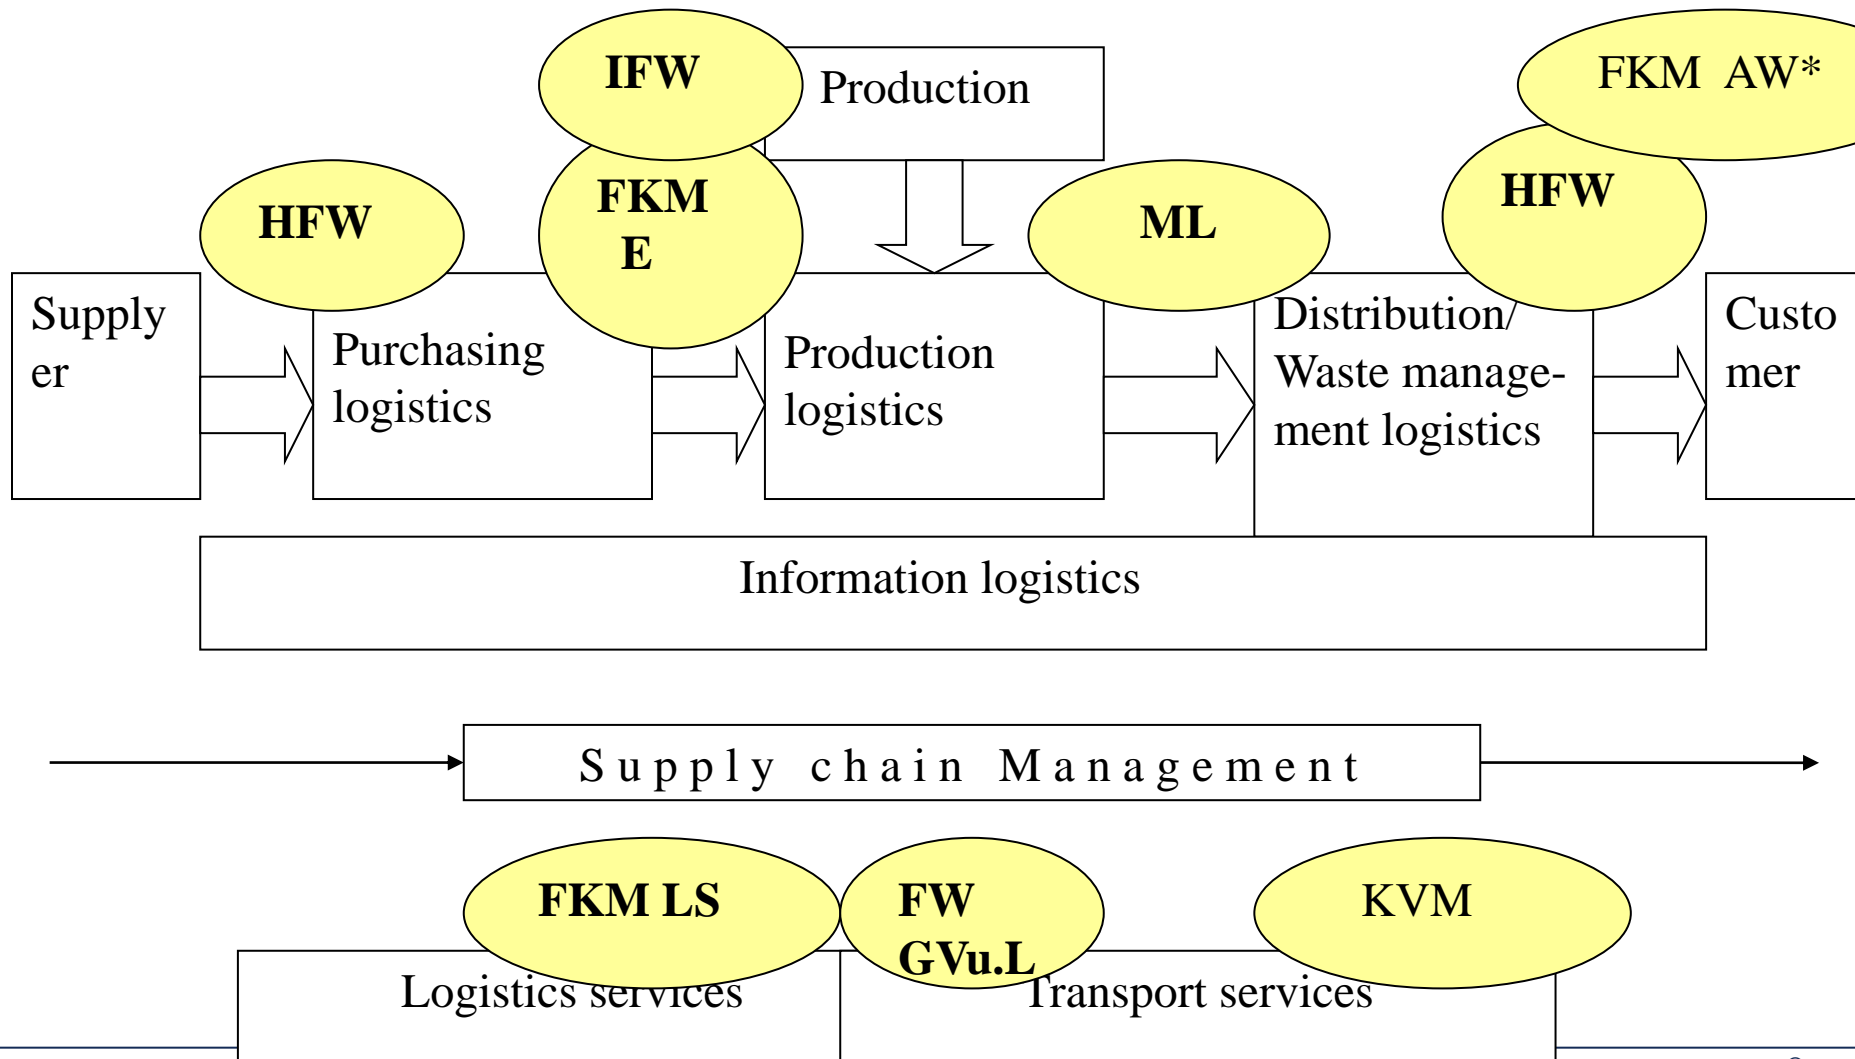 IFW
Production
FKM AW*
HFW
FKM
E
ML
HFW
Supply
er
Purchasing
logistics
Production
logistics
Distribution/
Waste manage-
ment logistics
Custo
mer
Information logistics
Supply chain Management
FKM LS
FW
GVu.L
KVM
Logistics services
Transport services